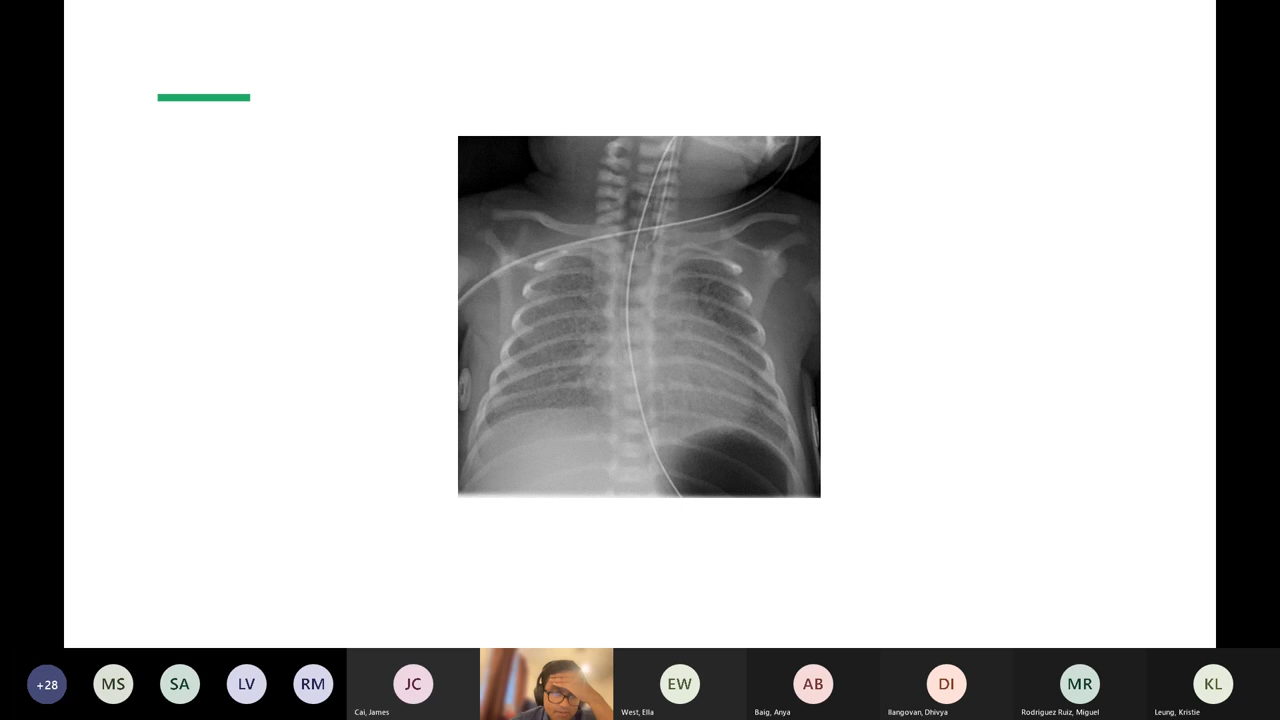 +28
MS
SA
LV
RM
JC
EW
AB
DI
MR
KL
Cai, James
West, Ella
Baig, Anya
Ilangovan, Dhivya
Rodriguez Ruiz, Miguel
Leung, Kristie